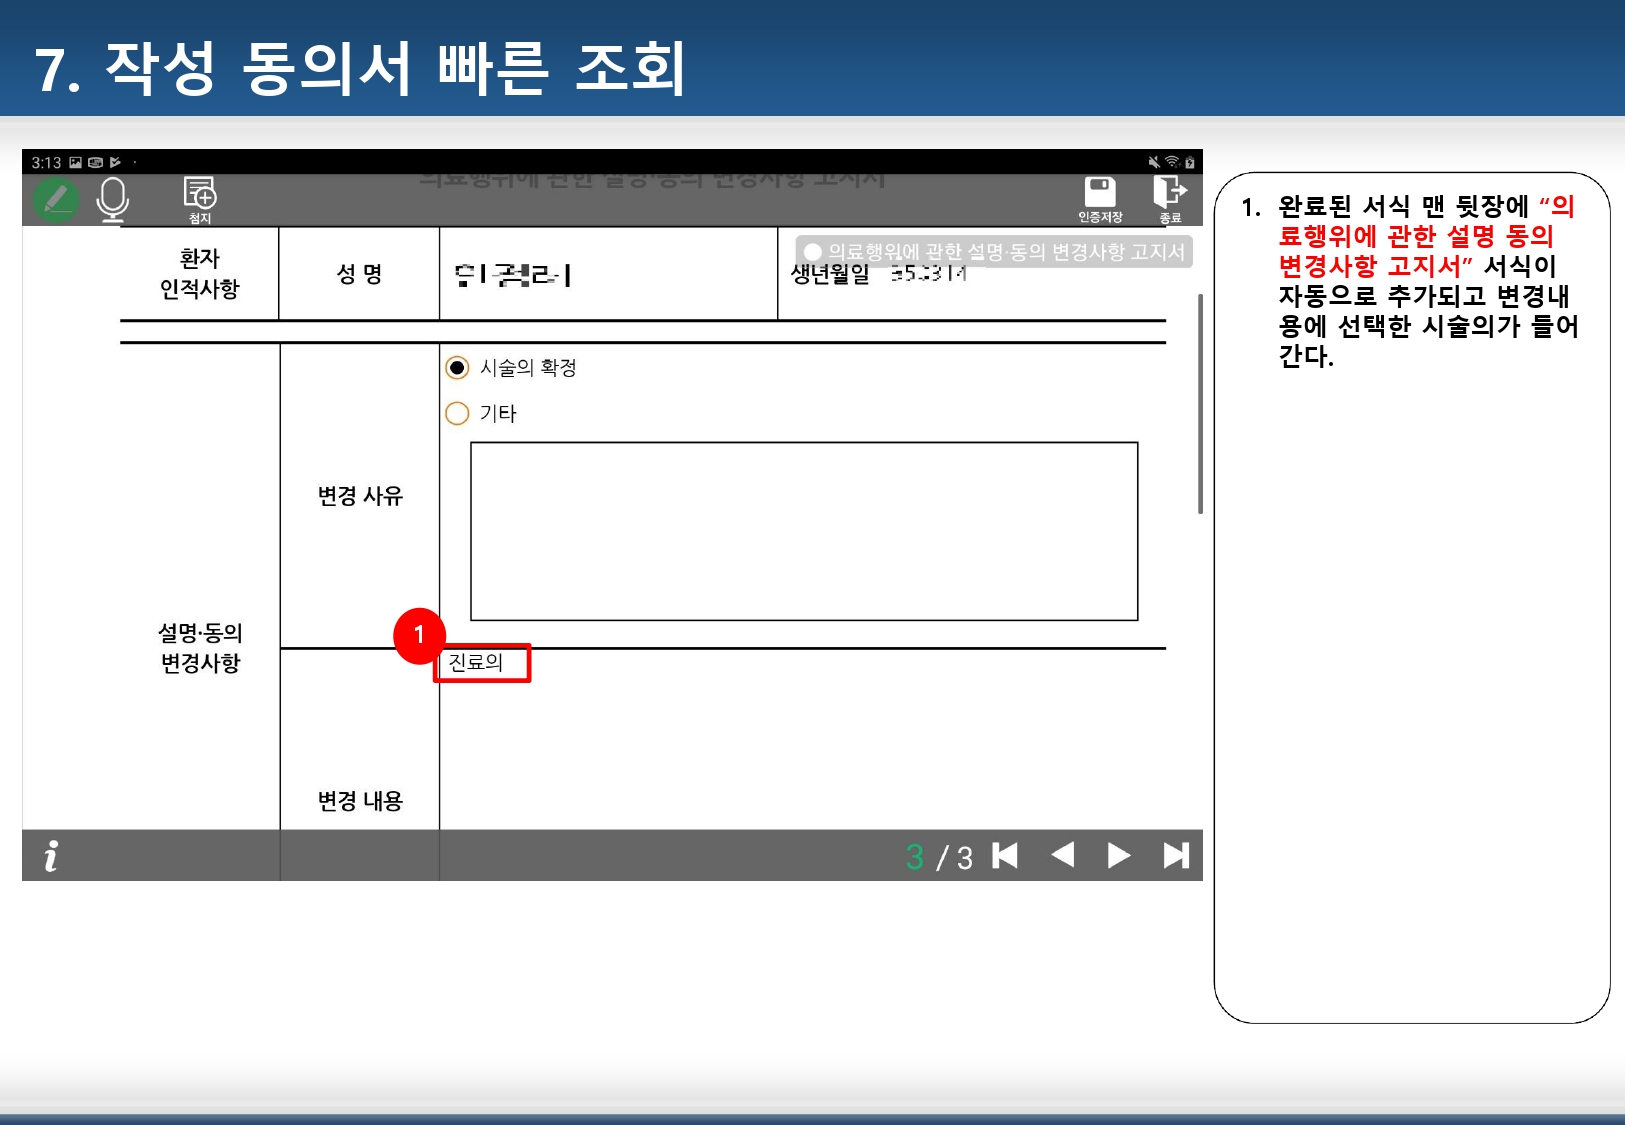 7. 작성 동의서 빠른 조회
3:13
의료행위에 관한 설명·동의 변경사항 고지서
첨지
인증저장
종료
의료행위에 관한 설명·동의 변경사항 고지서
환자
인적사항
성 명
생년월일
시술의 확정
기타
변경 사유
설명·동의
변경사항
1
진료의
변경 내용
i
3 / 3
1. 완료된 서식 맨 뒷장에 “의
료행위에 관한 설명 동의
변경사항 고지서” 서식이
자동으로 추가되고 변경내
용에 선택한 시술의가 들어
간다.